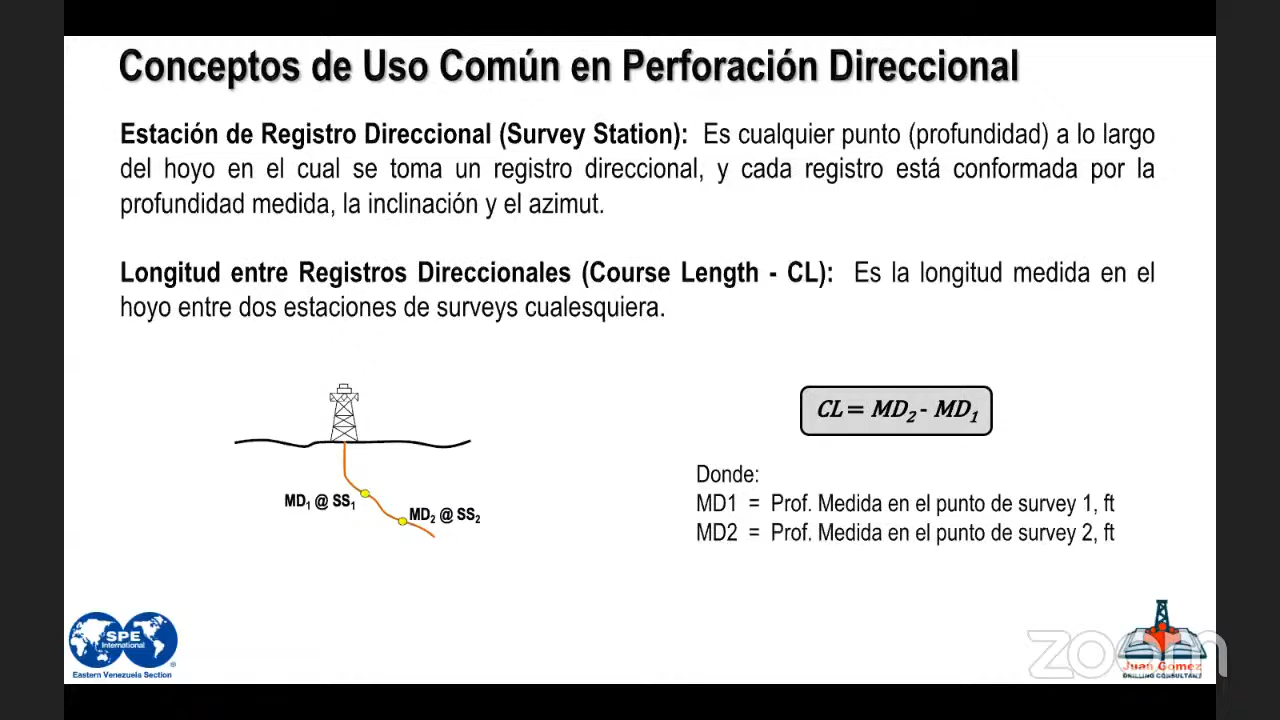 Conceptos de Uso Común en Perforación Direccional
Estación de Registro Direccional (Survey Station): Es cualquier punto (profundidad) a lo largo
del hoyo en el cual se toma un registro direccional, y cada registro está conformada por la
profundidad medida, la inclinación y el azimut.
Longitud entre Registros Direccionales (Course Length - CL): Es la longitud medida en el
hoyo entre dos estaciones de surveys cualesquiera.
CL = MD2 - MD1
Donde:
MD1 = Prof. Medida en el punto de survey 1, ft
MD2 = Prof. Medida en el punto de survey 2, ft
MD1 @ SS1
MD2 @ SS2
SPE
International
®
Eastern Venezuela Section
zoom
Juan Gomez
DRILLING CONSULTANT